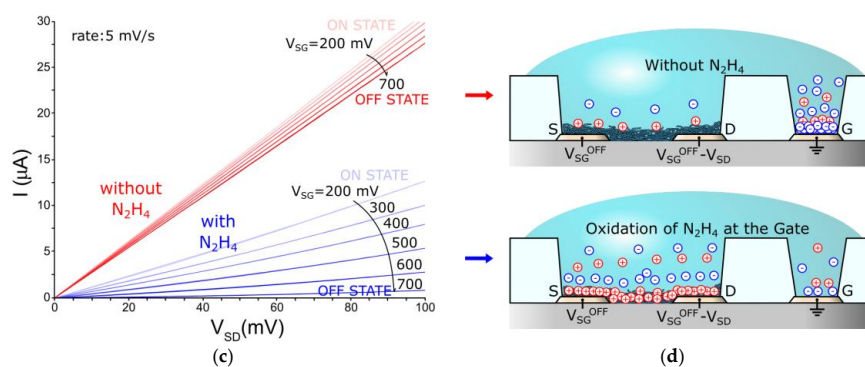 30
25
20
15
10
5
0
I (μA)
rate:5 mV/s
ON STATE
V_SG=200 mV
700
OFF STATE
without
N₂H₄
with
N₂H₄
ON STATE
V_SG=200 mV
300
400
500
600
700
OFF STATE
0 20 40 60 80 100
V_SD(mV)
(c)
Without N₂H₄
S D G
V_SG^OFF V_SG^OFF-V_SD
Oxidation of N₂H₄ at the Gate
S D G
V_SG^OFF V_SG^OFF-V_SD
(d)